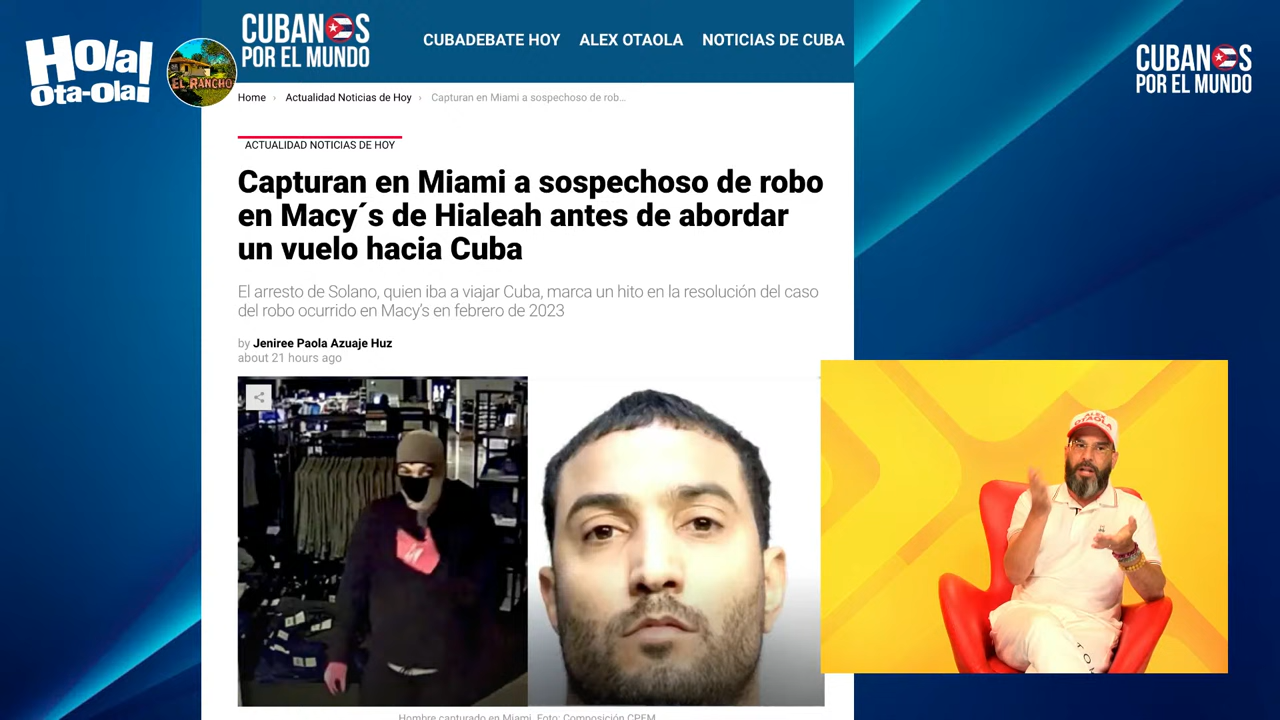 Hola!
Ota-Ola!
EL RANCHO
CUBANOS
POR EL MUNDO
CUBADEBATE HOY ALEX OTAOLA NOTICIAS DE CUBA
CUBANOS
POR EL MUNDO
Home › Actualidad Noticias de Hoy › Capturan en Miami a sospechoso de rob...
ACTUALIDAD NOTICIAS DE HOY
Capturan en Miami a sospechoso de robo
en Macy´s de Hialeah antes de abordar
un vuelo hacia Cuba
El arresto de Solano, quien iba a viajar Cuba, marca un hito en la resolución del caso
del robo ocurrido en Macy's en febrero de 2023
by Jeniree Paola Azuaje Huz
about 21 hours ago
ALEX
OTAOLA
Hombre capturado en Miami. Foto: Composición CPEM